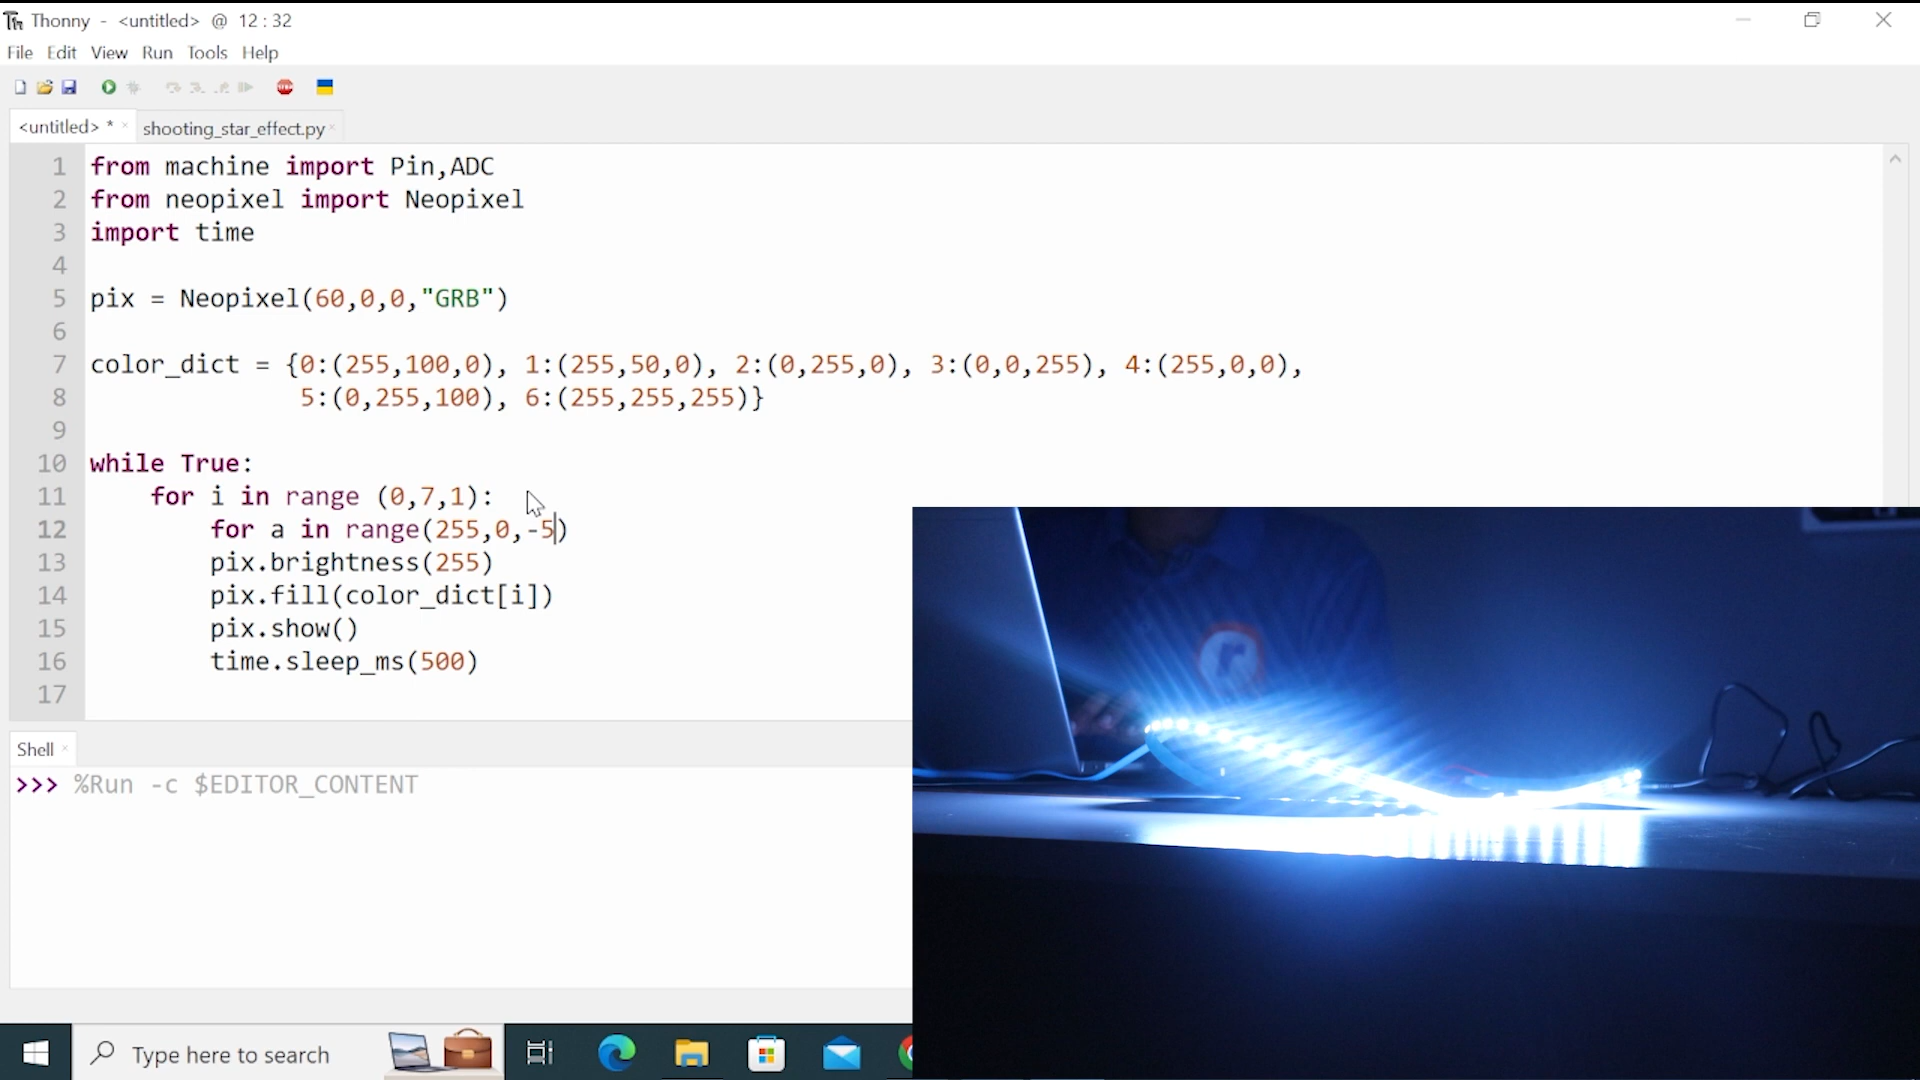 Thonny - <untitled> @ 12 : 32
File Edit View Run Tools Help
<untitled> * × shooting_star_effect.py ×
1 from machine import Pin,ADC
2 from neopixel import Neopixel
3 import time
4
5 pix = Neopixel(60,0,0,"GRB")
6
7 color_dict = {0:(255,100,0), 1:(255,50,0), 2:(0,255,0), 3:(0,0,255), 4:(255,0,0),
8 5:(0,255,100), 6:(255,255,255)}
9
10 while True:
11 for i in range (0,7,1):
12 for a in range(255,0,-5)
13 pix.brightness(255)
14 pix.fill(color_dict[i])
15 pix.show()
16 time.sleep_ms(500)
17
Shell ×
>>> %Run -c $EDITOR_CONTENT
Type here to search